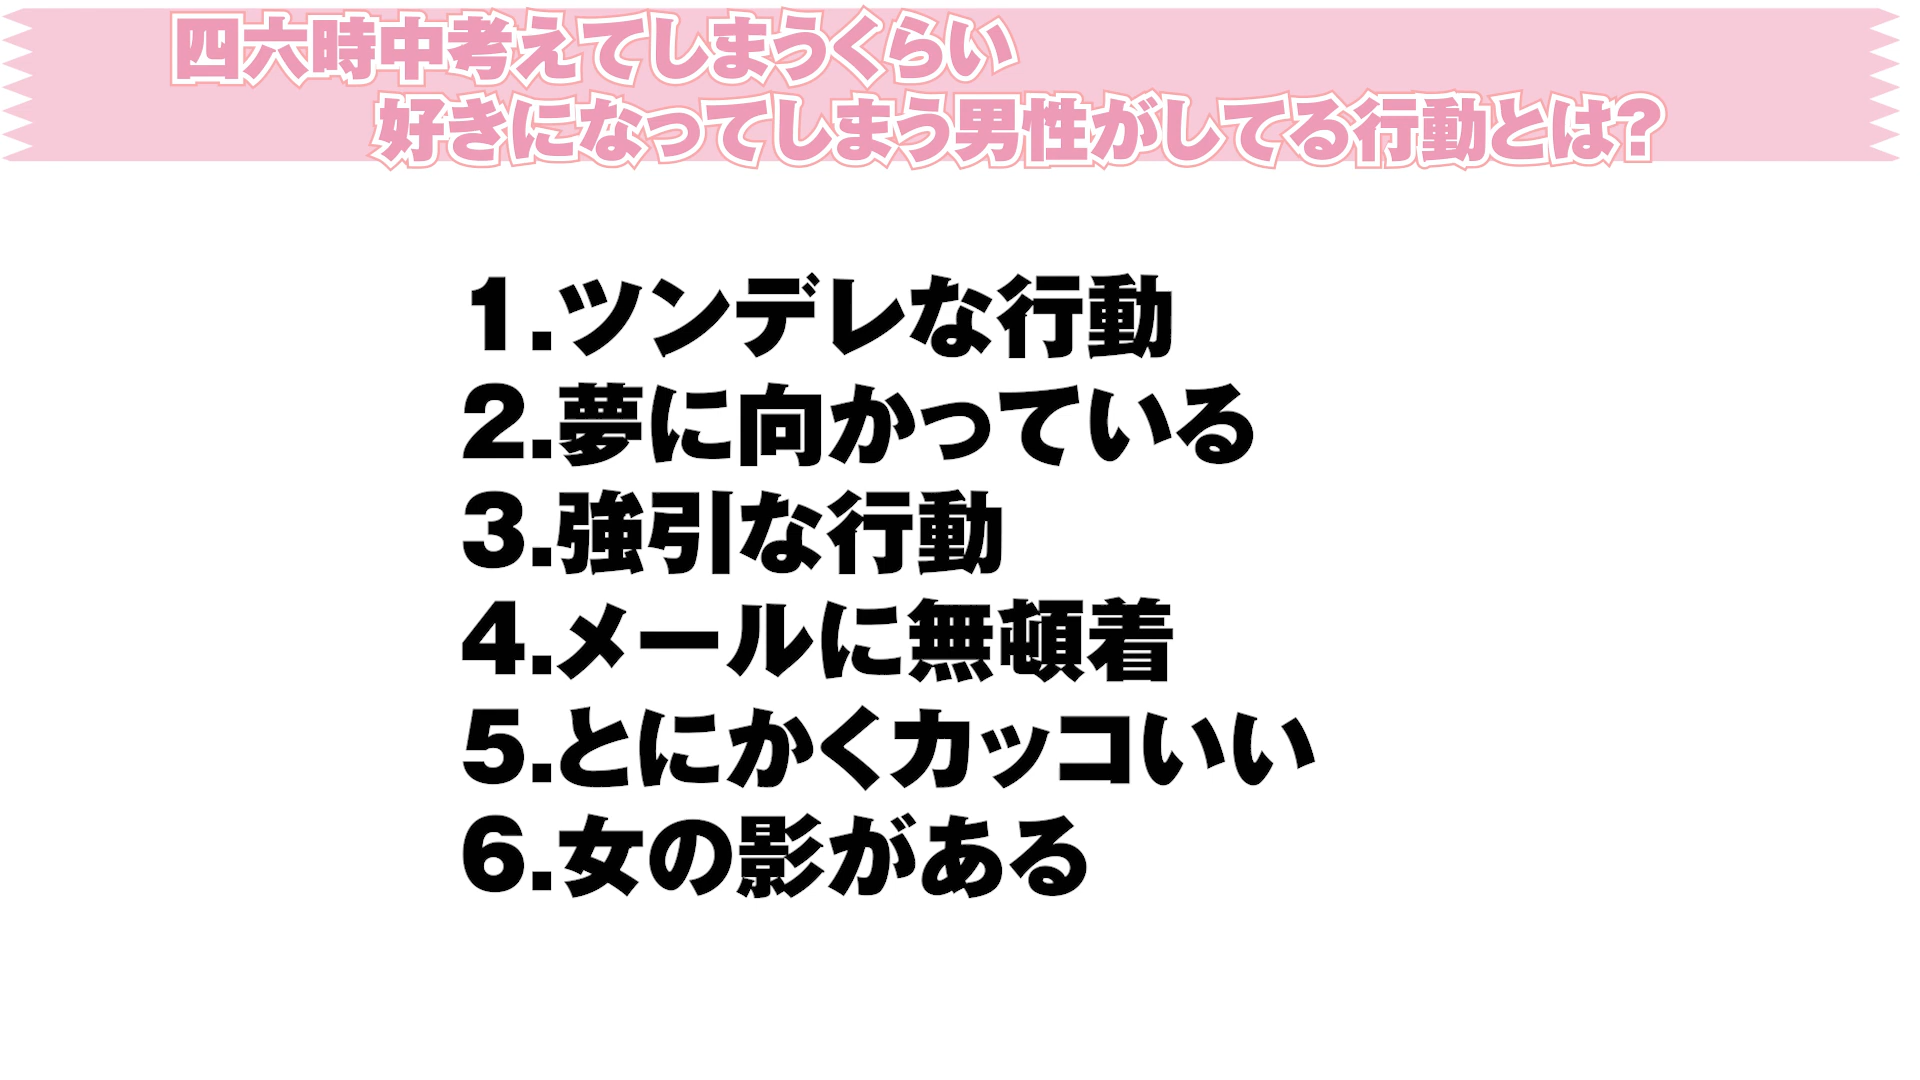 四六時中考えてしまうくらい
好きになってしまう男性がしてる行動とは?
1.ツンデレな行動
2.夢に向かっている
3.強引な行動
4.メールに無頓着
5.とにかくカッコいい
6.女の影がある